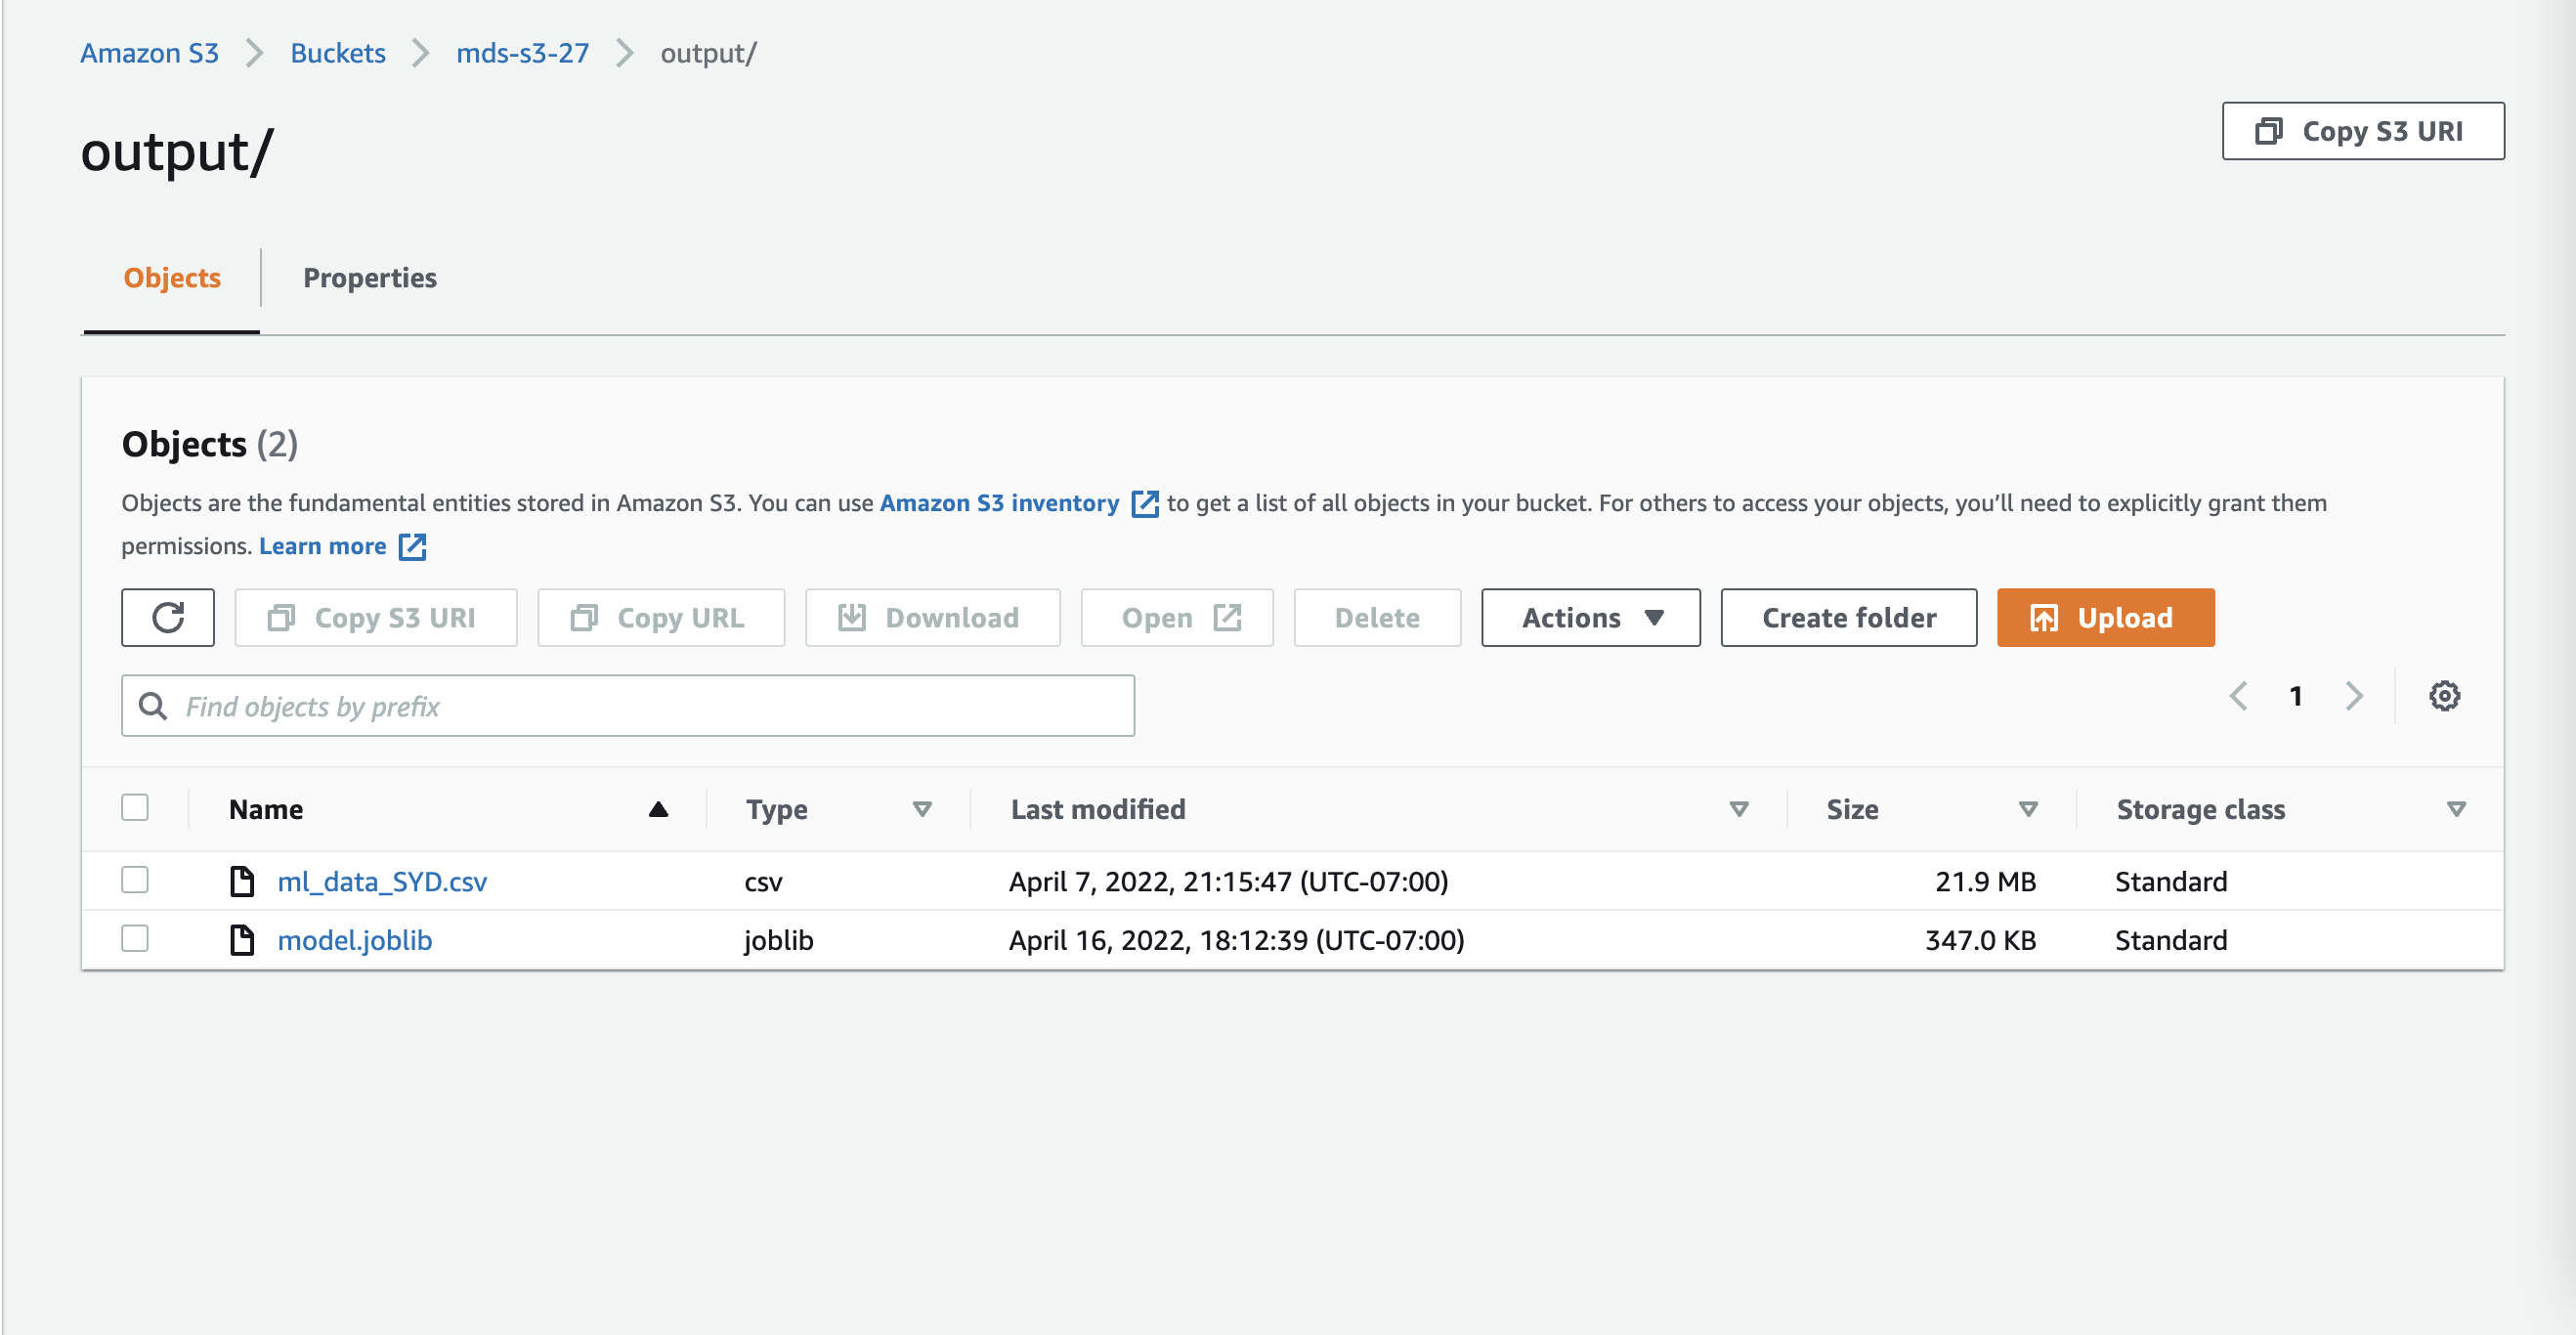 Amazon S3 > Buckets > mds-s3-27 > output/
output/
Copy S3 URI
Objects
Properties
Objects (2)
Objects are the fundamental entities stored in Amazon S3. You can use Amazon S3 inventory to get a list of all objects in your bucket. For others to access your objects, you’ll need to explicitly grant them
permissions. Learn more
Copy S3 URI Copy URL Download Open Delete Actions Create folder Upload
Find objects by prefix
1
Name Type Last modified Size Storage class
ml_data_SYD.csv csv April 7, 2022, 21:15:47 (UTC-07:00) 21.9 MB Standard
model.joblib joblib April 16, 2022, 18:12:39 (UTC-07:00) 347.0 KB Standard